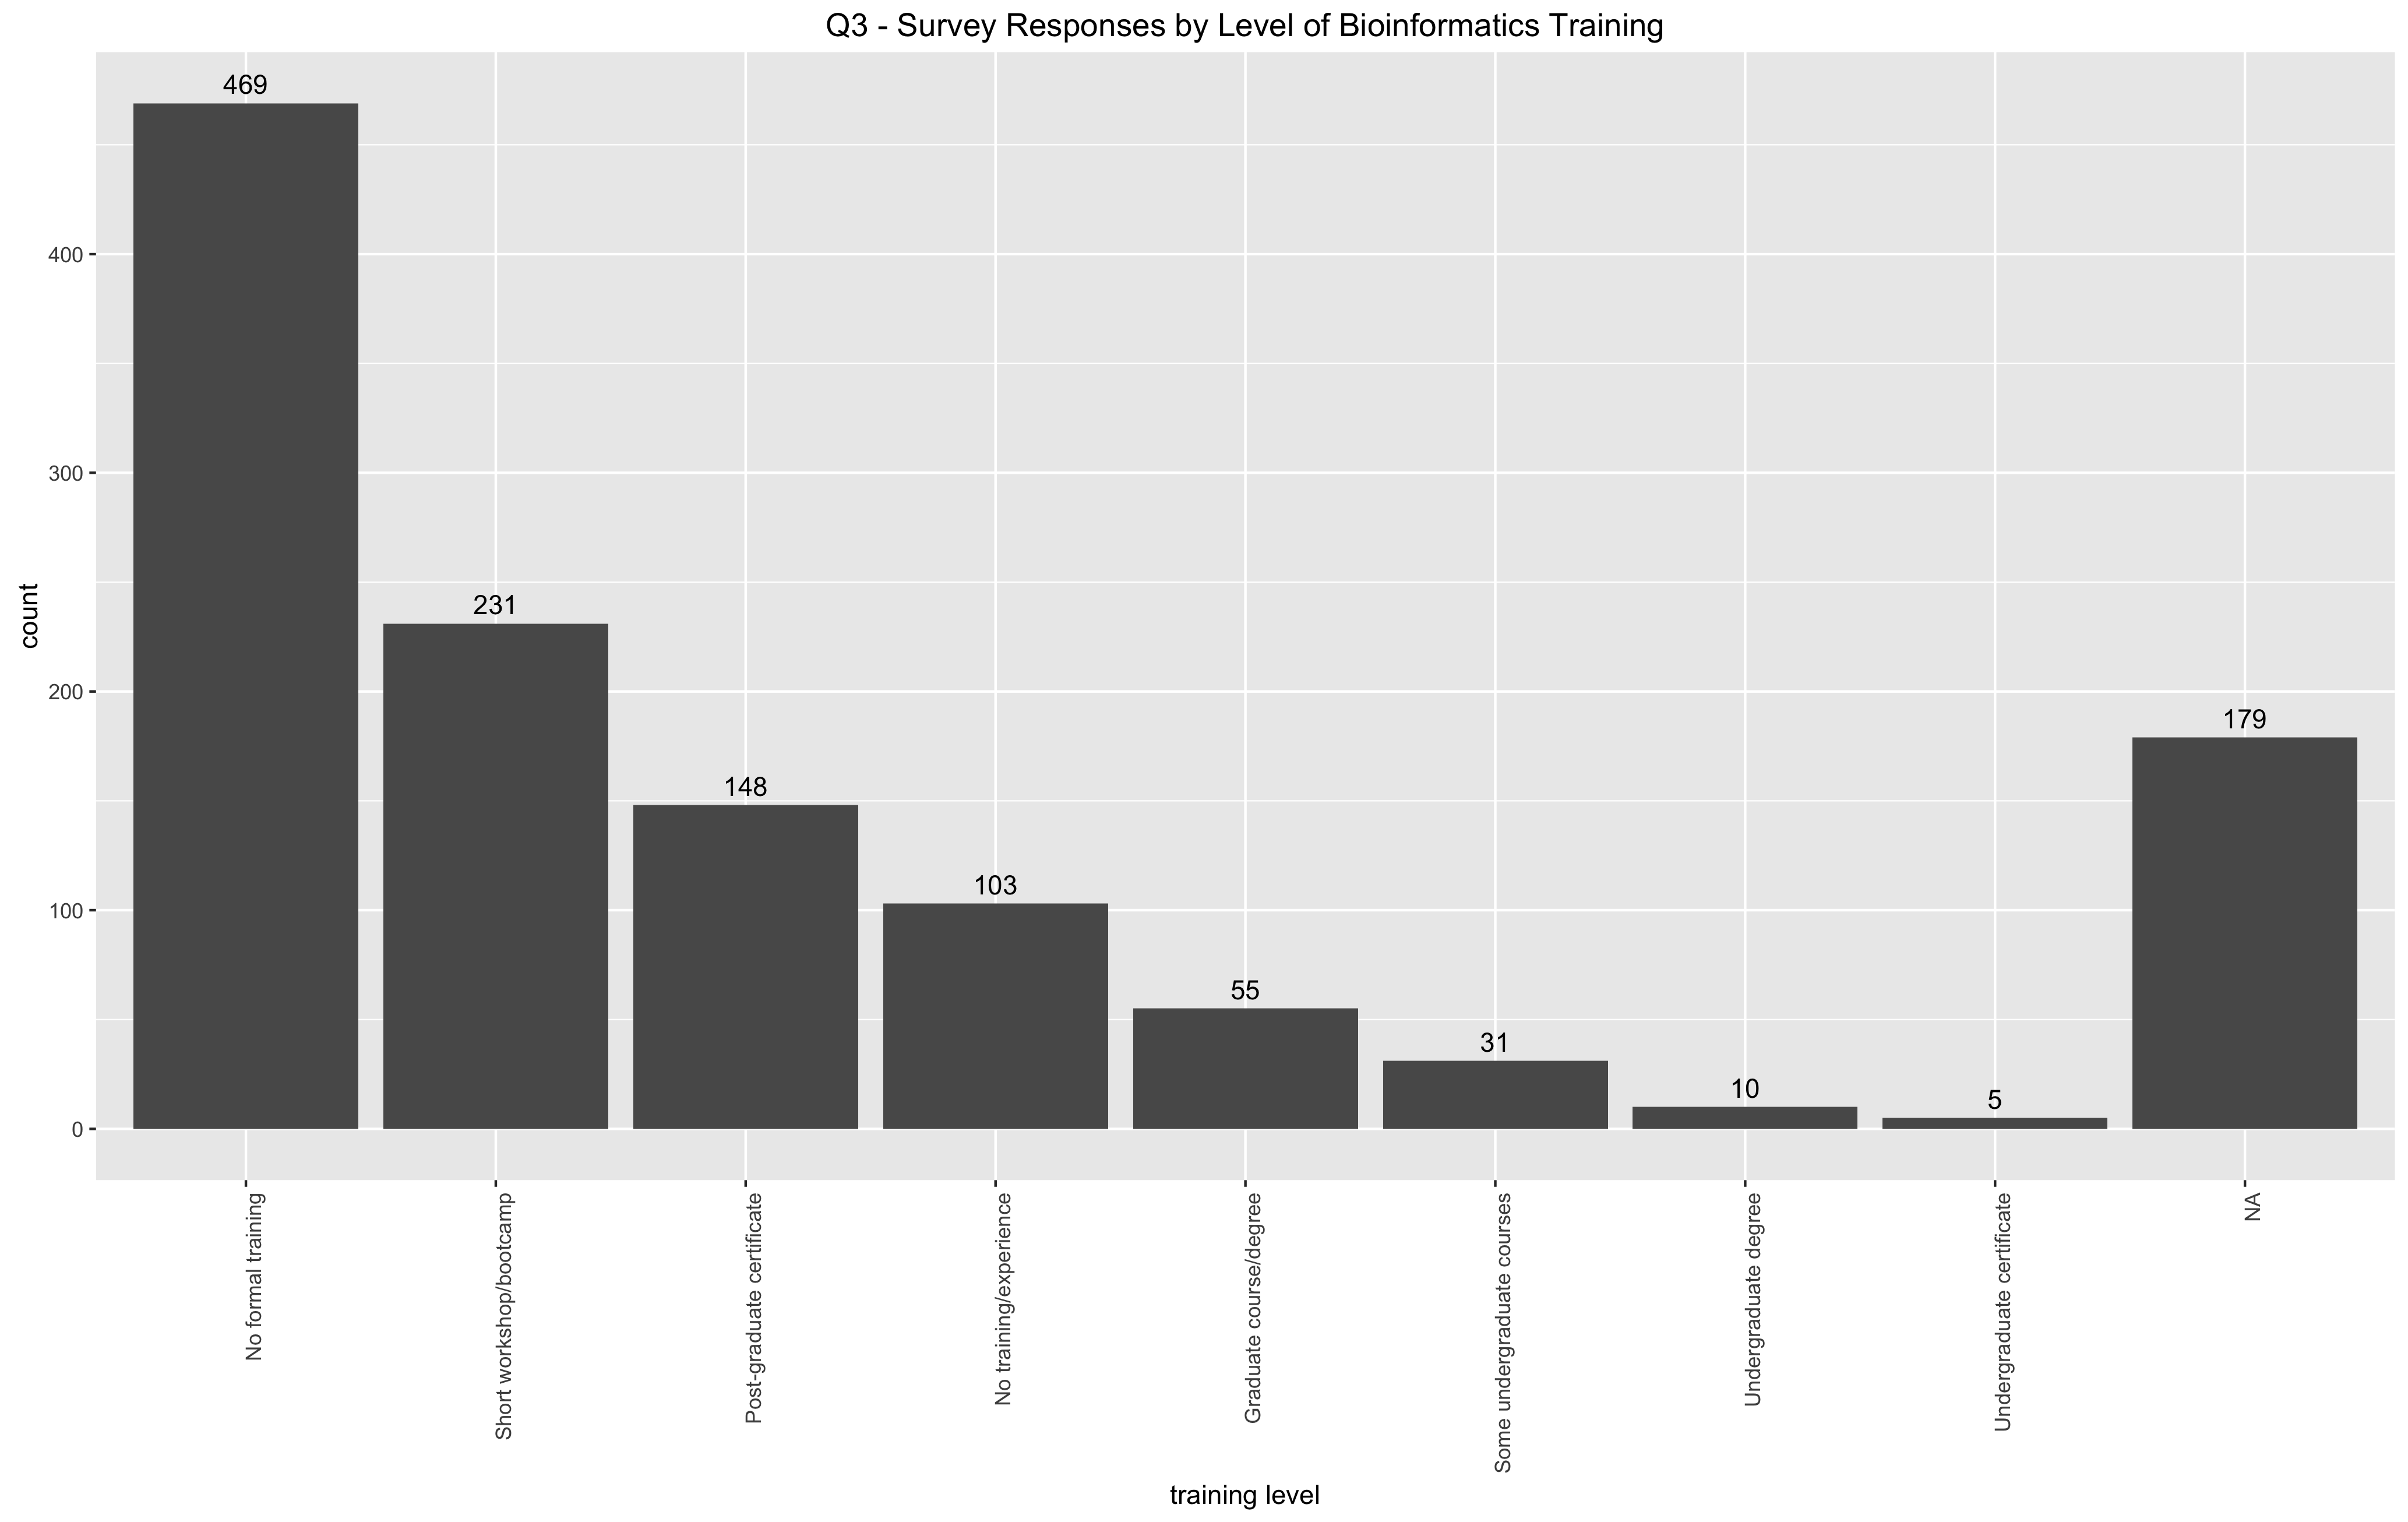 Q3 - Survey Responses by Level of Bioinformatics Training
469
231
148
103
55
31
10
5
179
count
400
300
200
100
0
No formal training
Short workshop/bootcamp
Post-graduate certificate
No training/experience
Graduate course/degree
Some undergraduate courses
Undergraduate degree
Undergraduate certificate
NA
training level